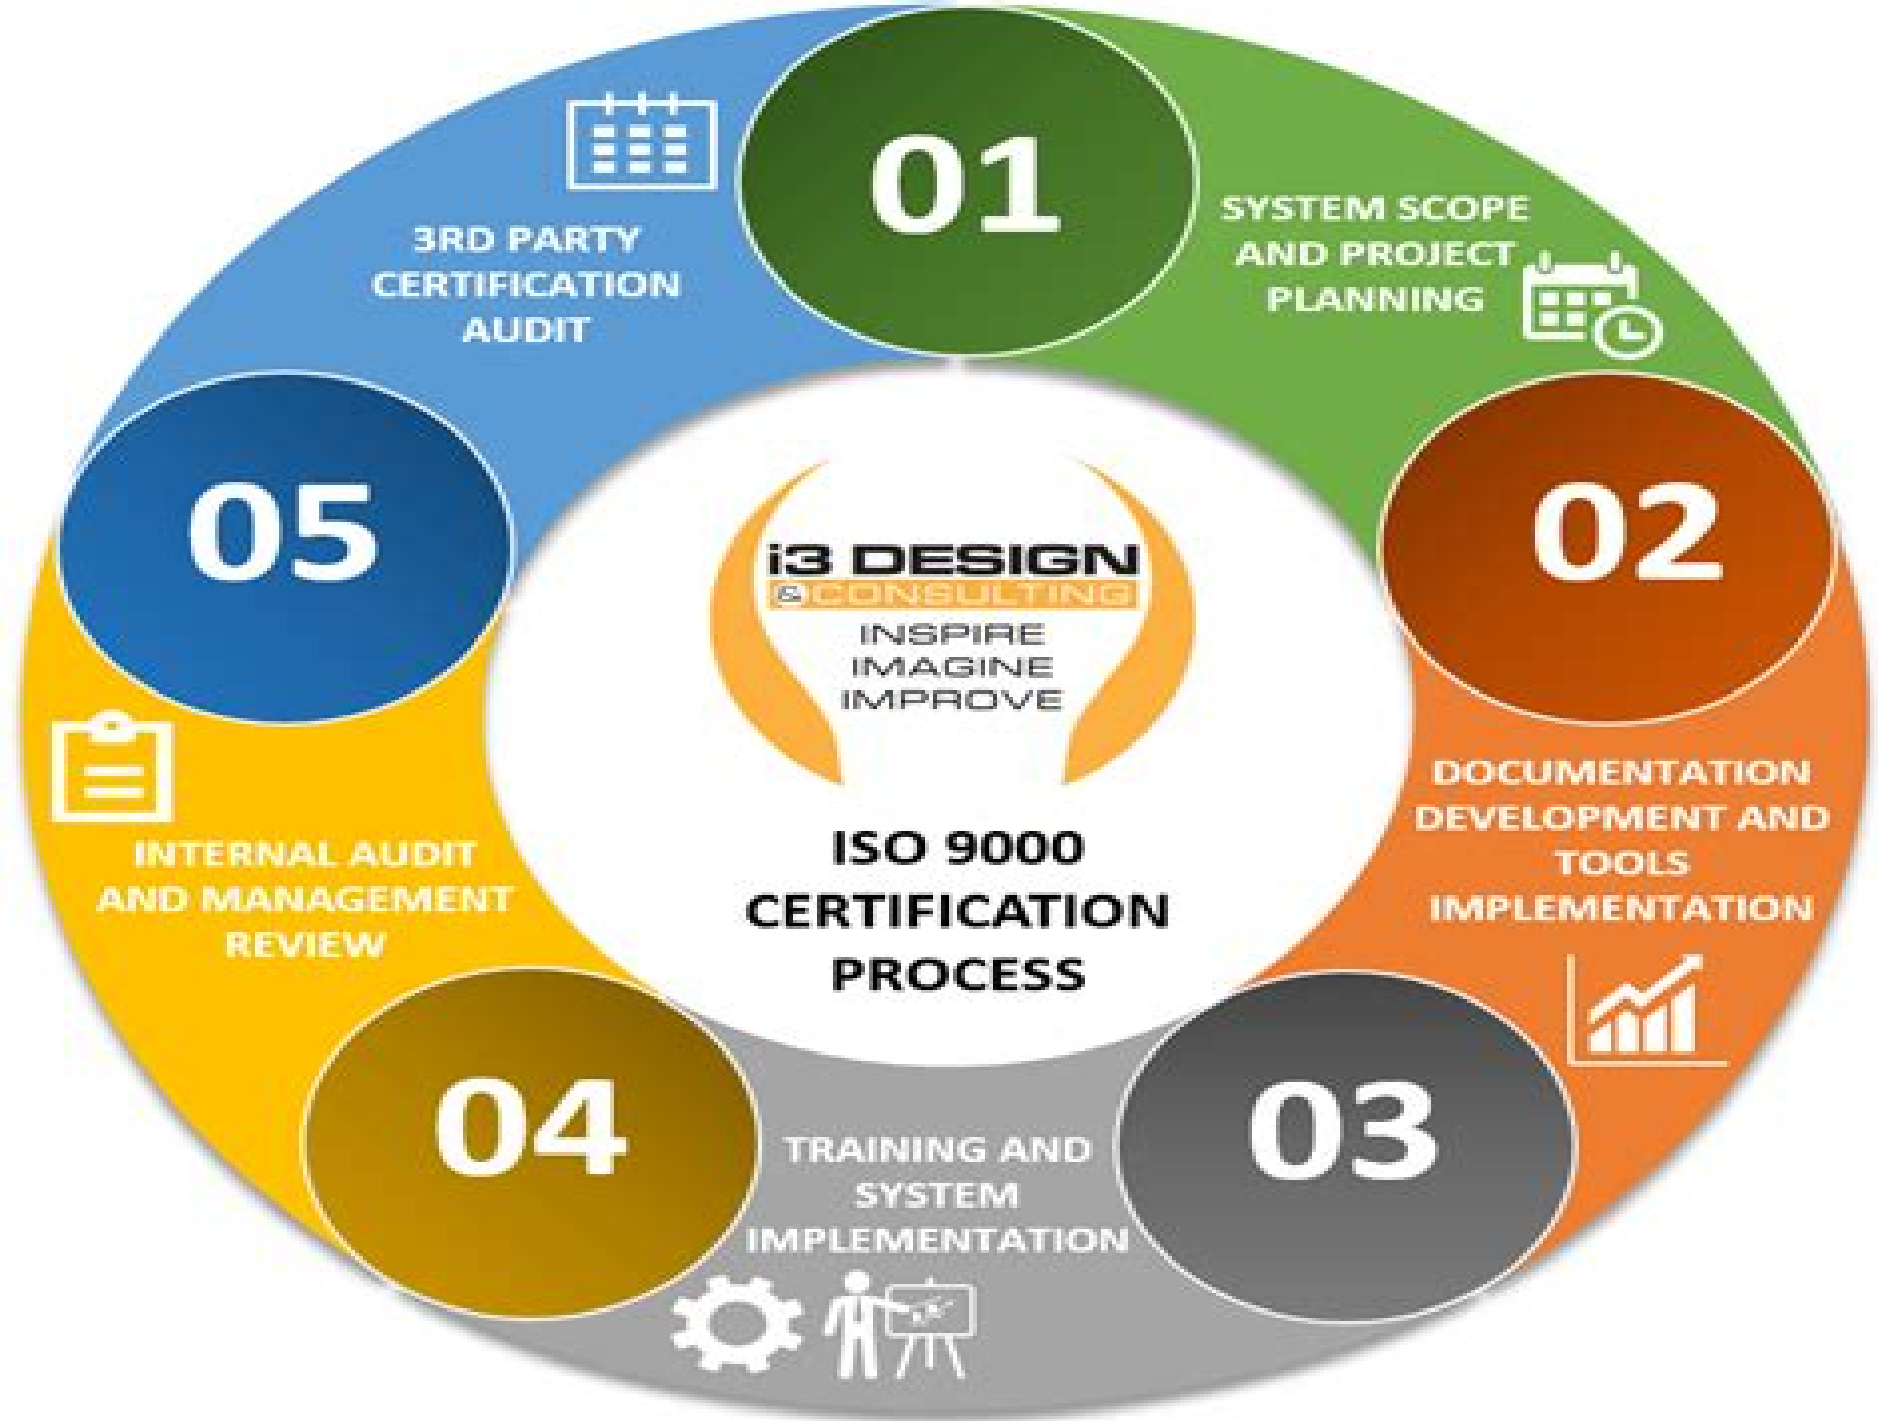 01
SYSTEM SCOPE
AND PROJECT
PLANNING
02
DOCUMENTATION
DEVELOPMENT AND
TOOLS
IMPLEMENTATION
03
TRAINING AND
SYSTEM
IMPLEMENTATION
04
INTERNAL AUDIT
AND MANAGEMENT
REVIEW
05
3RD PARTY
CERTIFICATION
AUDIT
i3 DESIGN
&CONSULTING
INSPIRE
IMAGINE
IMPROVE
ISO 9000
CERTIFICATION
PROCESS